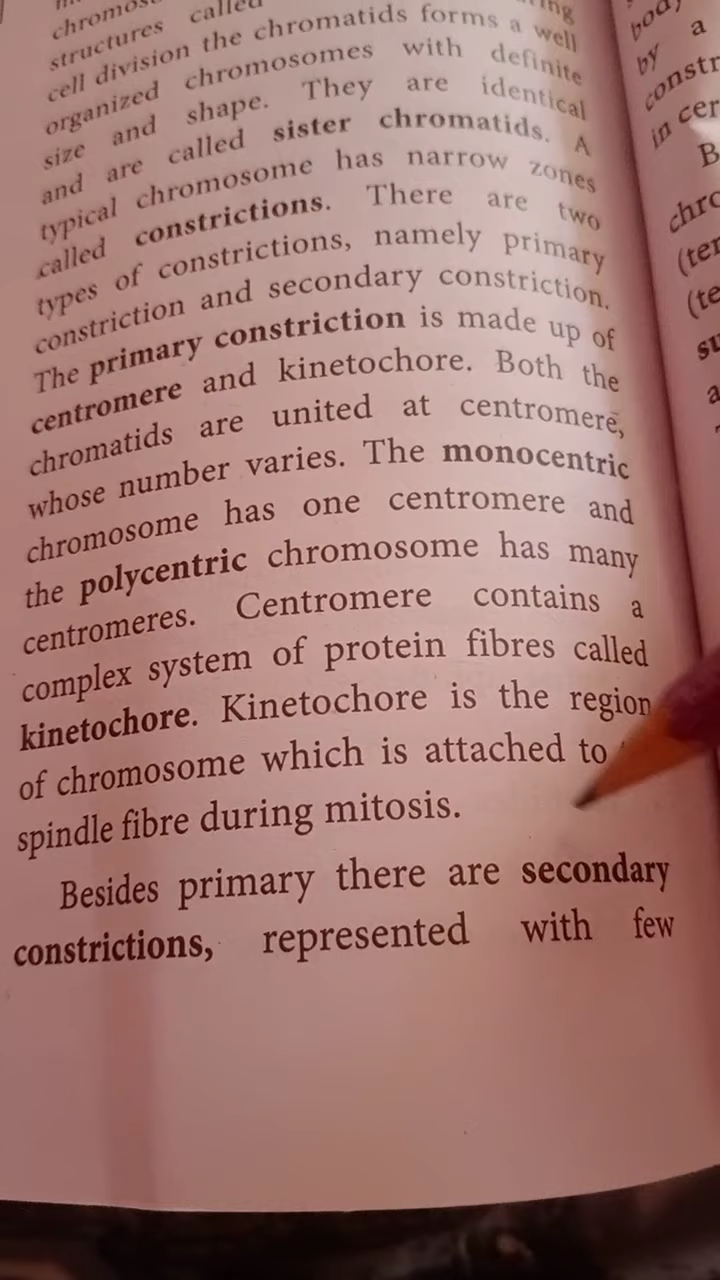 structures called
cell division the chromatids forms a well
organized chromosomes with definite
size and shape. They are identical
and are called sister chromatids. A
typical chromosome has narrow zones
called constrictions. There are two
types of constrictions, namely primary
constriction and secondary constriction.
The primary constriction is made up of
centromere and kinetochore. Both the
chromatids are united at centromere,
whose number varies. The monocentric
chromosome has one centromere and
the polycentric chromosome has many
centromeres. Centromere contains a
complex system of protein fibres called
kinetochore. Kinetochore is the region
of chromosome which is attached to
spindle fibre during mitosis.
Besides primary there are secondary
constrictions, represented with few
by a
in